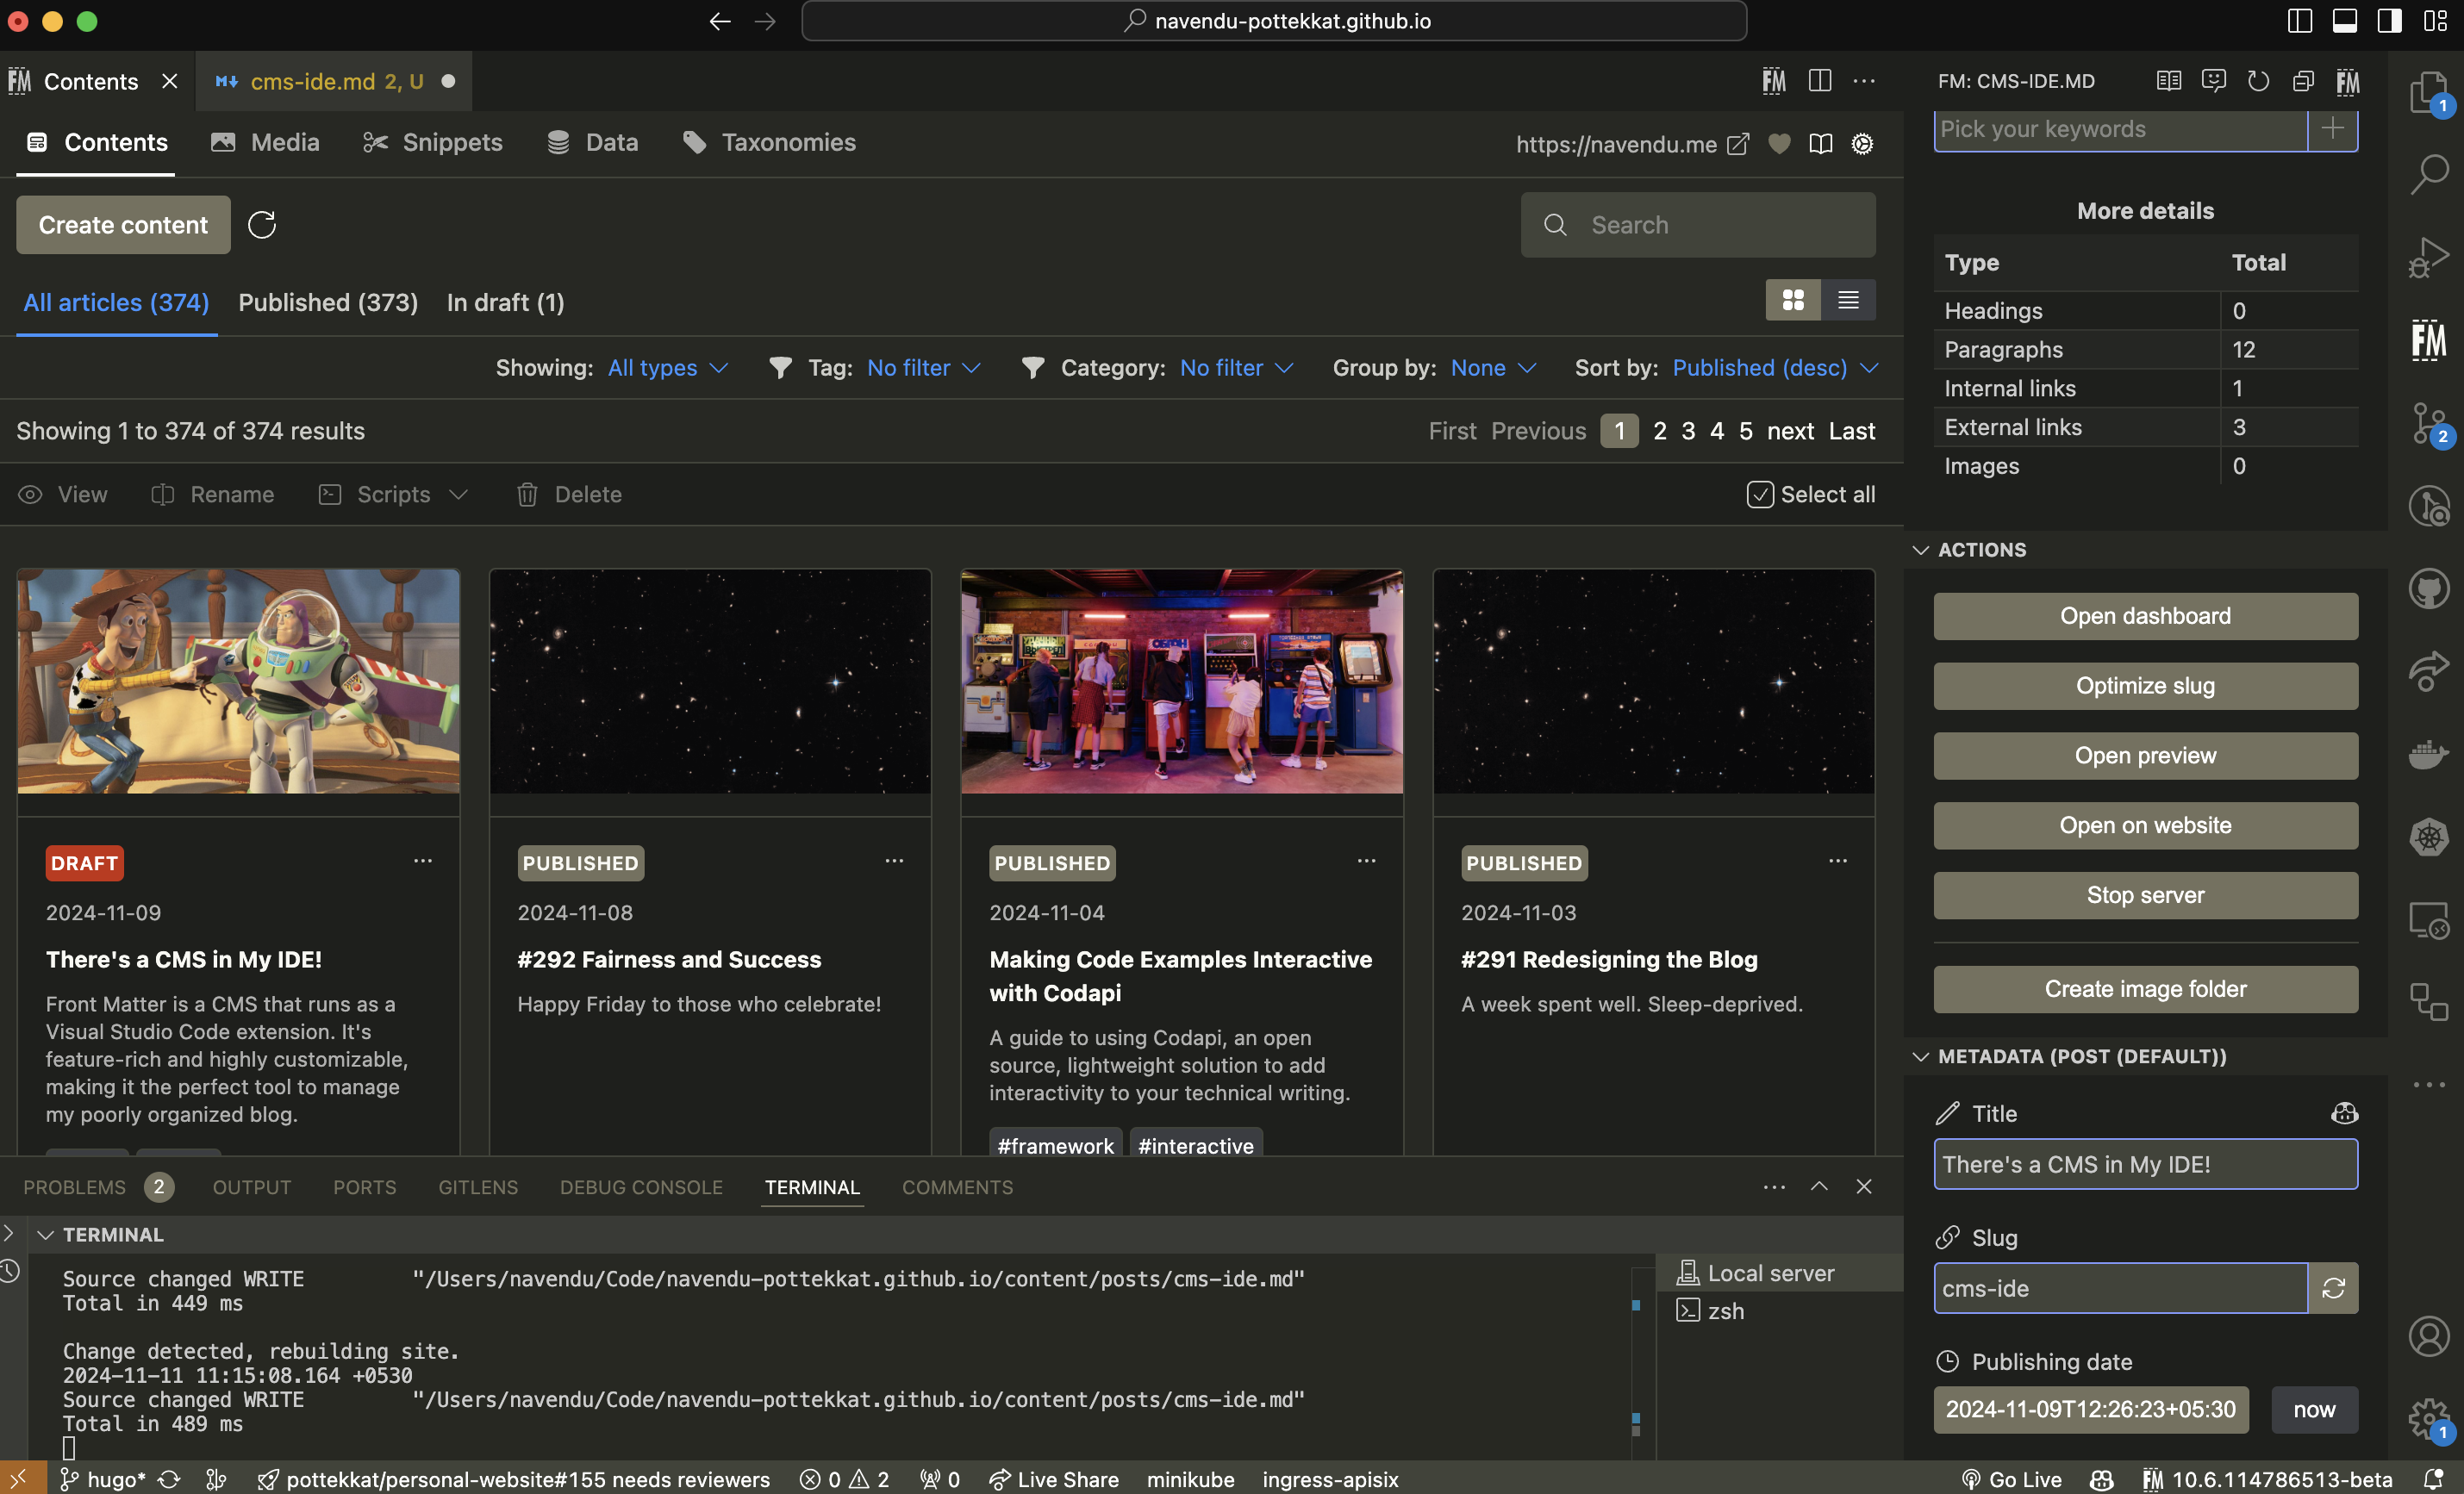 navendu-pottekkat.github.io
FM Contents
cms-ide.md 2, U
FM
FM: CMS-IDE.MD
FM
1
Contents
Media
Snippets
Data
Taxonomies
https://navendu.me
Pick your keywords
Create content
Search
More details
Type Total
Headings 0
Paragraphs 12
Internal links 1
External links 3
Images 0
All articles (374)
Published (373)
In draft (1)
Showing: All types
Tag: No filter
Category: No filter
Group by: None
Sort by: Published (desc)
FM
Showing 1 to 374 of 374 results
First Previous 1 2 3 4 5 next Last
2
View
Rename
Scripts
Delete
Select all
ACTIONS
Open dashboard
Optimize slug
Open preview
Open on website
Stop server
Create image folder
DRAFT
2024-11-09
There's a CMS in My IDE!
Front Matter is a CMS that runs as a
Visual Studio Code extension. It's
feature-rich and highly customizable,
making it the perfect tool to manage
my poorly organized blog.
PUBLISHED
2024-11-08
#292 Fairness and Success
Happy Friday to those who celebrate!
PUBLISHED
2024-11-04
Making Code Examples Interactive
with Codapi
A guide to using Codapi, an open
source, lightweight solution to add
interactivity to your technical writing.
#framework #interactive
PUBLISHED
2024-11-03
#291 Redesigning the Blog
A week spent well. Sleep-deprived.
METADATA (POST (DEFAULT))
Title
There's a CMS in My IDE!
Slug
cms-ide
Publishing date
2024-11-09T12:26:23+05:30
now
1
PROBLEMS 2
OUTPUT
PORTS
GITLENS
DEBUG CONSOLE
TERMINAL
COMMENTS
TERMINAL
Source changed WRITE "/Users/navendu/Code/navendu-pottekkat.github.io/content/posts/cms-ide.md"
Total in 449 ms
Change detected, rebuilding site.
2024-11-11 11:15:08.164 +0530
Source changed WRITE "/Users/navendu/Code/navendu-pottekkat.github.io/content/posts/cms-ide.md"
Total in 489 ms
Local server
zsh
hugo*
pottekkat/personal-website#155 needs reviewers
0 2
0
Live Share
minikube
ingress-apisix
Go Live
FM 10.6.114786513-beta